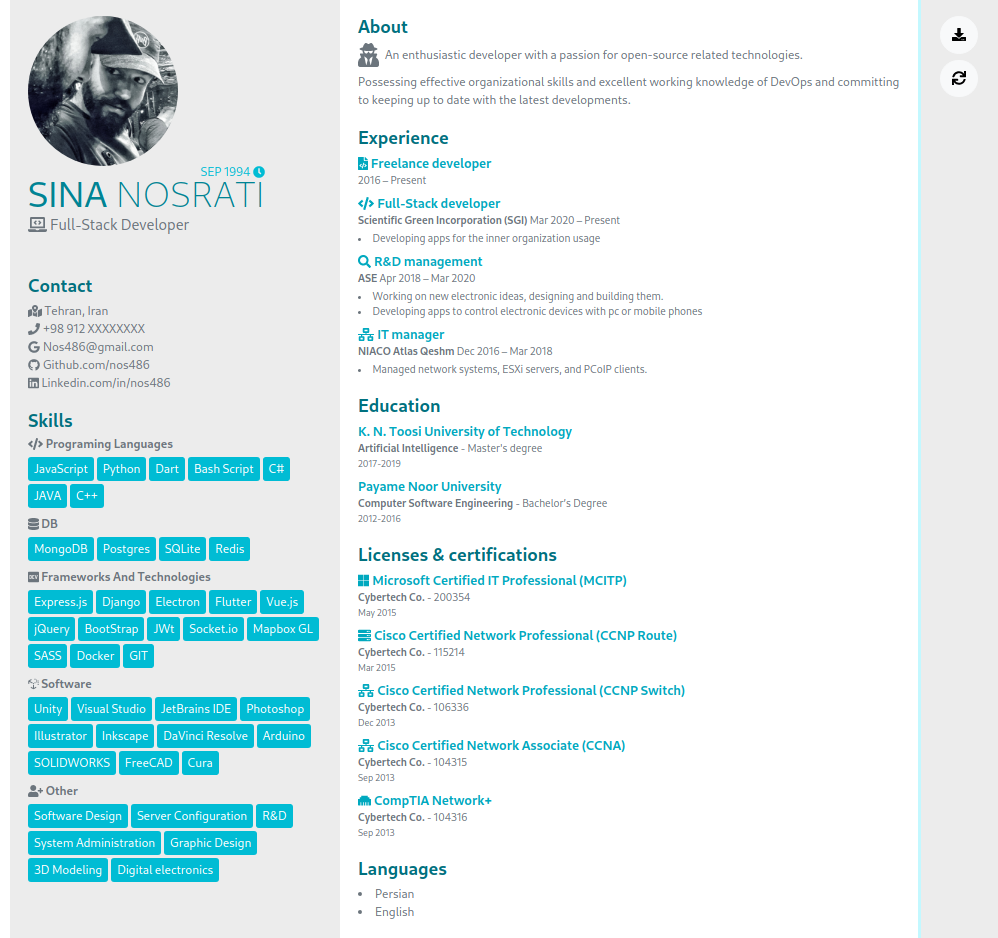 SEP 1994
SINA NOSRATI
Full-Stack Developer
Contact
Tehran, Iran
+98 912 XXXXXXXX
Nos486@gmail.com
Github.com/nos486
Linkedin.com/in/nos486
Skills
Programing Languages
JavaScript Python Dart Bash Script C#
JAVA C++
DB
MongoDB Postgres SQLite Redis
DEV Frameworks And Technologies
Express.js Django Electron Flutter Vue.js
jQuery BootStrap JWt Socket.io Mapbox GL
SASS Docker GIT
Software
Unity Visual Studio JetBrains IDE Photoshop
Illustrator Inkscape DaVinci Resolve Arduino
SOLIDWORKS FreeCAD Cura
Other
Software Design Server Configuration R&D
System Administration Graphic Design
3D Modeling Digital electronics
About
An enthusiastic developer with a passion for open-source related technologies.
Possessing effective organizational skills and excellent working knowledge of DevOps and committing
to keeping up to date with the latest developments.
Experience
Freelance developer
2016 – Present
Full-Stack developer
Scientific Green Incorporation (SGI) Mar 2020 – Present
• Developing apps for the inner organization usage
R&D management
ASE Apr 2018 – Mar 2020
• Working on new electronic ideas, designing and building them.
• Developing apps to control electronic devices with pc or mobile phones
IT manager
NIACO Atlas Qeshm Dec 2016 – Mar 2018
• Managed network systems, ESXi servers, and PCoIP clients.
Education
K. N. Toosi University of Technology
Artificial Intelligence - Master's degree
2017-2019
Payame Noor University
Computer Software Engineering - Bachelor's Degree
2012-2016
Licenses & certifications
Microsoft Certified IT Professional (MCITP)
Cybertech Co. - 200354
May 2015
Cisco Certified Network Professional (CCNP Route)
Cybertech Co. - 115214
Mar 2015
Cisco Certified Network Professional (CCNP Switch)
Cybertech Co. - 106336
Dec 2013
Cisco Certified Network Associate (CCNA)
Cybertech Co. - 104315
Sep 2013
CompTIA Network+
Cybertech Co. - 104316
Sep 2013
Languages
• Persian
• English